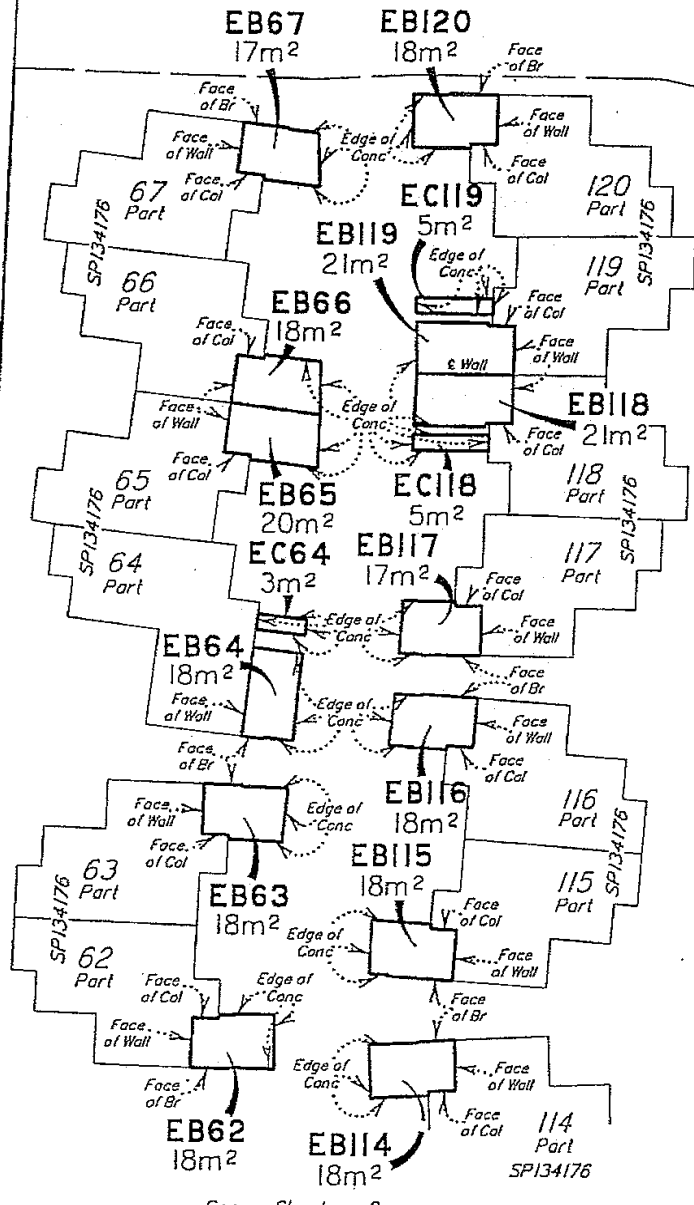 EB67
17m²
EB120
18m²
Face
of Br
Face
of Br
Face
of Wall
Edge of
Conc
Face
of Wall
Face
of Col
Face
of Col
67
Part
SP134176
120
Part
SP134176
EC119
5m²
EB119
21m²
Edge of
Conc
119
Part
66
Part
EB66
18m²
Face
of Col
Face
of Col
Face
of Wall
℄ Wall
Face
of Wall
Edge of
Conc
EB118
21m²
Face
of Col
Face
of Col
65
Part
SP134176
EB65
20m²
EC118
5m²
118
Part
SP134176
64
Part
EC64
3m²
EB117
17m²
117
Part
Face
of Col
Edge of
Conc
Face
of Wall
EB64
18m²
Face
of Br
Face
of Wall
Edge of
Conc
Face
of Wall
Face
of Br
Face
of Col
Face
of Wall
Edge of
Conc
EB116
18m²
116
Part
SP134176
Face
of Col
63
Part
SP134176
EB63
18m²
EB115
18m²
115
Part
Face
of Col
Edge of
Conc
Face
of Wall
62
Part
Face
of Col
Edge of
Conc
Face
of Br
Face
of Wall
Face
of Br
Edge of
Conc
Face
of Wall
Face
of Col
EB62
18m²
EB114
18m²
114
Part
SP134176